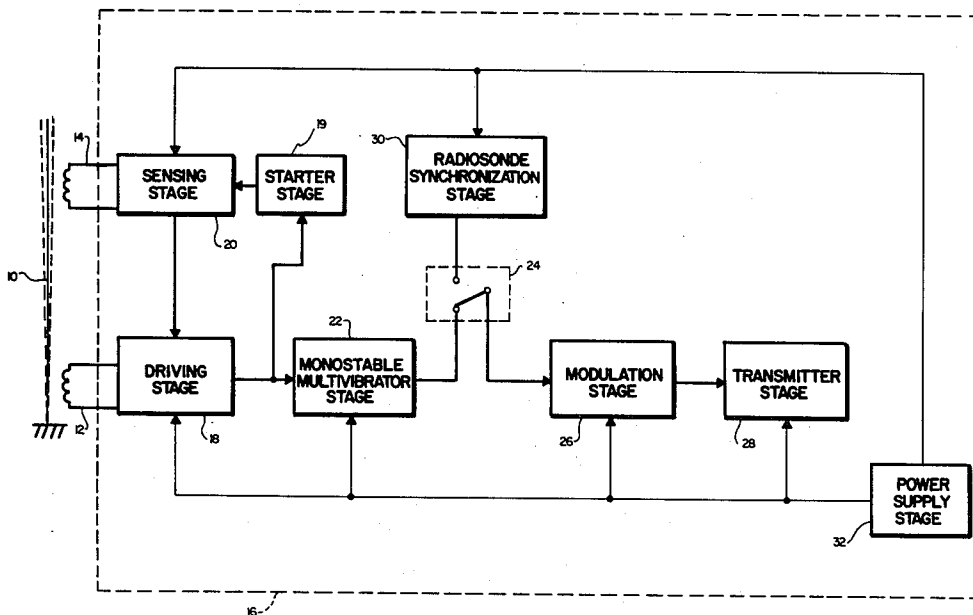 14
SENSING
STAGE
20
19
STARTER
STAGE
30
RADIOSONDE
SYNCHRONIZATION
STAGE
24
10
12
DRIVING
STAGE
18
22
MONOSTABLE
MULTIVIBRATOR
STAGE
MODULATION
STAGE
26
TRANSMITTER
STAGE
28
POWER
SUPPLY
STAGE
32
16